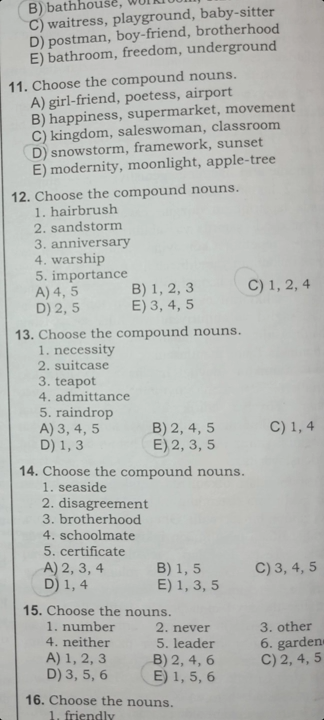 B) bathhouse,
C) waitress, playground, baby-sitter
D) postman, boy-friend, brotherhood
E) bathroom, freedom, underground
11. Choose the compound nouns.
A) girl-friend, poetess, airport
B) happiness, supermarket, movement
C) kingdom, saleswoman, classroom
D) snowstorm, framework, sunset
E) modernity, moonlight, apple-tree
12. Choose the compound nouns.
1. hairbrush
2. sandstorm
3. anniversary
4. warship
5. importance
A) 4, 5 B) 1, 2, 3 C) 1, 2, 4
D) 2, 5 E) 3, 4, 5
13. Choose the compound nouns.
1. necessity
2. suitcase
3. teapot
4. admittance
5. raindrop
A) 3, 4, 5 B) 2, 4, 5 C) 1, 4
D) 1, 3 E) 2, 3, 5
14. Choose the compound nouns.
1. seaside
2. disagreement
3. brotherhood
4. schoolmate
5. certificate
A) 2, 3, 4 B) 1, 5 C) 3, 4, 5
D) 1, 4 E) 1, 3, 5
15. Choose the nouns.
1. number 2. never 3. other
4. neither 5. leader 6. garden
A) 1, 2, 3 B) 2, 4, 6 C) 2, 4, 5
D) 3, 5, 6 E) 1, 5, 6
16. Choose the nouns.
1. friendly